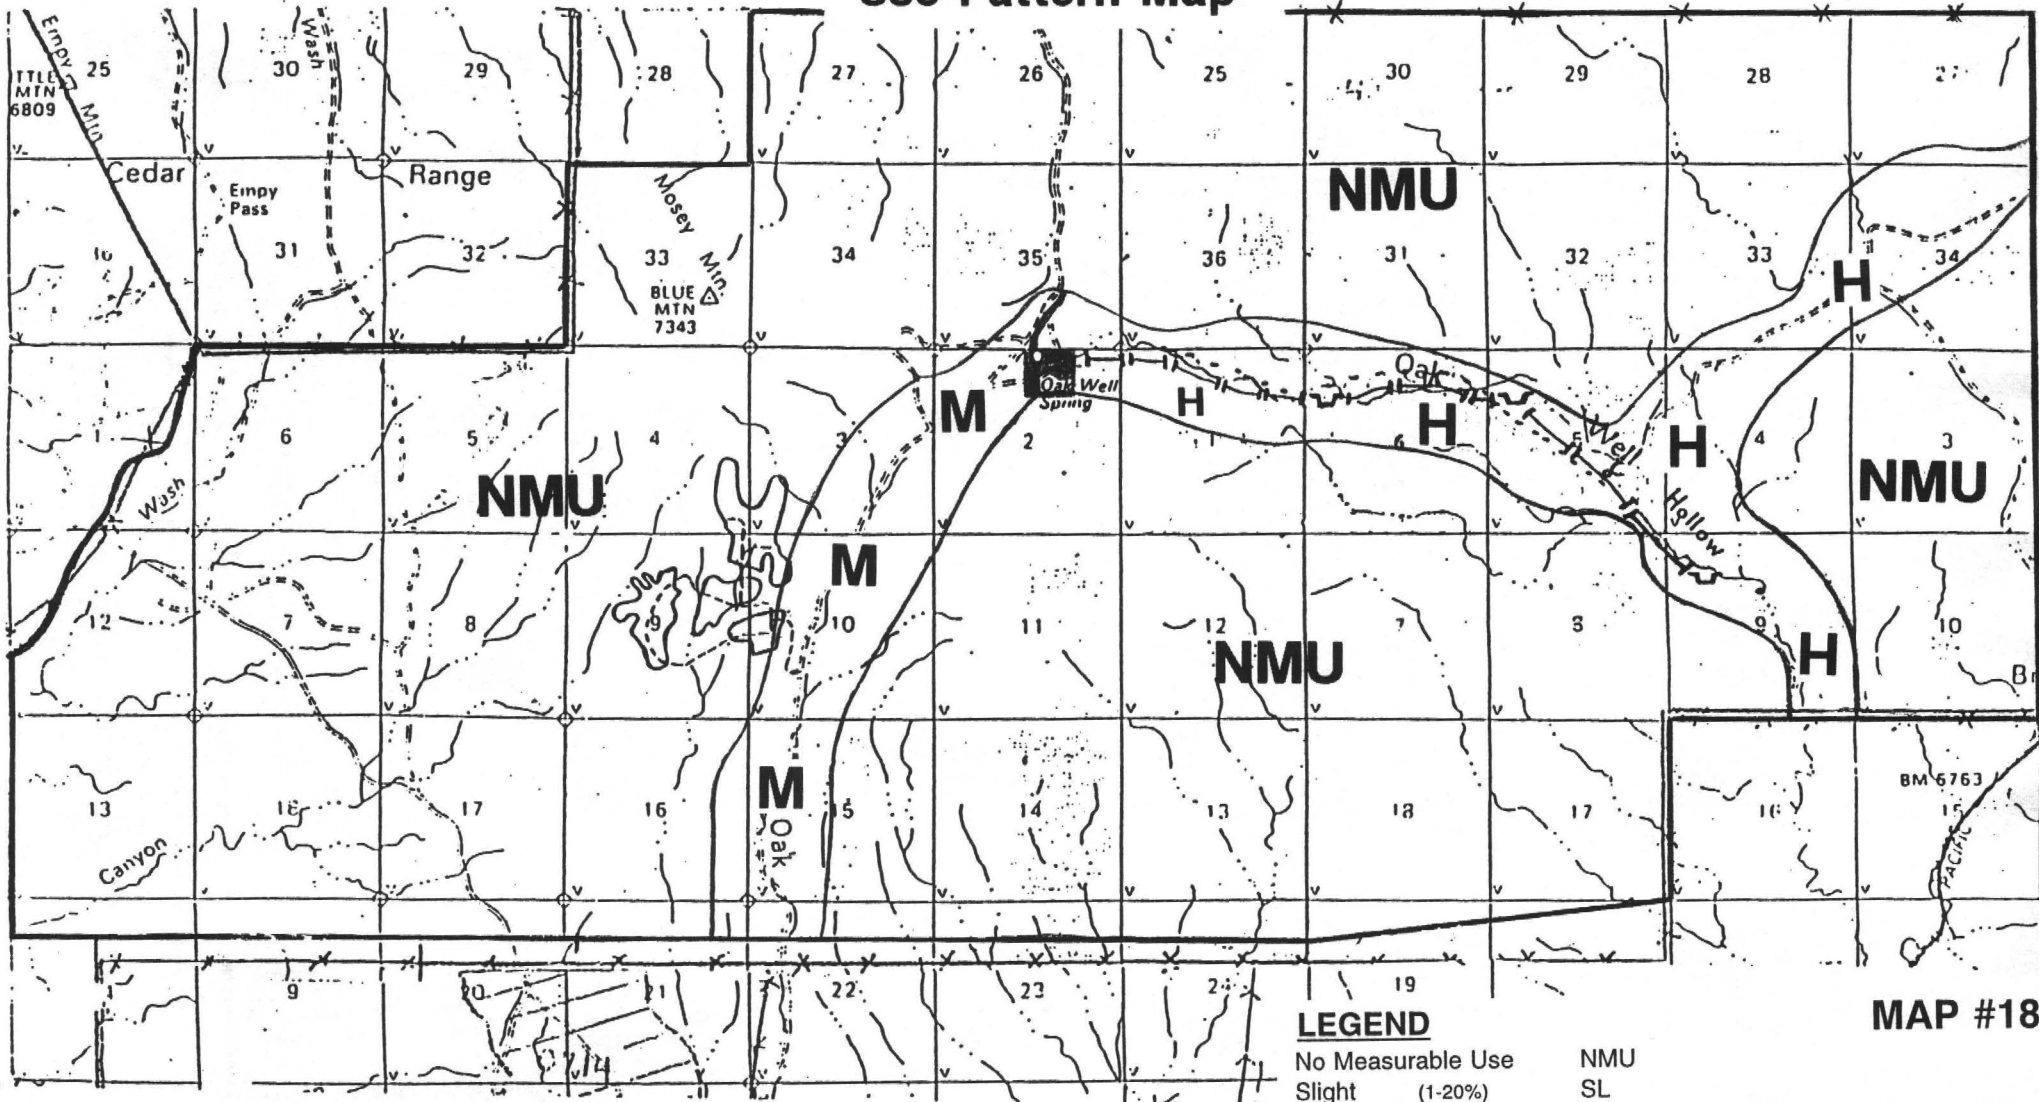 Use Pattern Map
25 30 29 28 27 26 25 30 29 28 27
Empy Mtn
Wash
MTN
6809
Cedar Range
Empy
Pass
NMU
Mosey Mtn
31 32 33 34 35 36 31 32 33 34
BLUE
MTN
7343
H
Oak Well
Spring
Oak Well Hollow
M H H H
1 6 5 4 3 2 6 5 4 3
NMU NMU
Wash
M
12 7 8 9 10 11 12 7 8 9 10
NMU H
M
BM 6763
13 18 17 16 15 14 13 18 17 16 15
Oak
Canyon
PACIFIC
9 20 21 22 23 19
MAP #18
LEGEND
No Measurable Use NMU
Slight (1-20%) SL